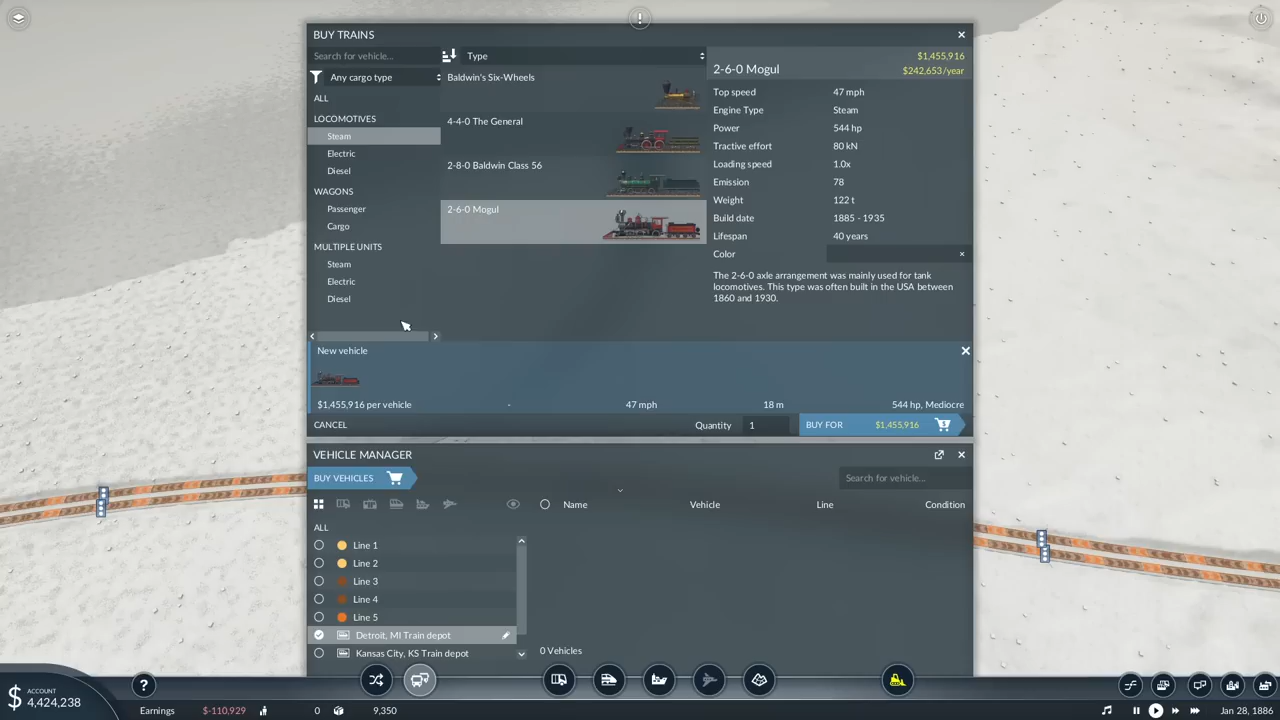 BUY TRAINS
Search for vehicle...
Type
Any cargo type
ALL
LOCOMOTIVES
Steam
Electric
Diesel
WAGONS
Passenger
Cargo
MULTIPLE UNITS
Steam
Electric
Diesel
Baldwin's Six-Wheels
4-4-0 The General
2-8-0 Baldwin Class 56
2-6-0 Mogul
$1,455,916
2-6-0 Mogul
$242,653/year
Top speed 47 mph
Engine Type Steam
Power 544 hp
Tractive effort 80 kN
Loading speed 1.0x
Emission 78
Weight 122 t
Build date 1885 - 1935
Lifespan 40 years
Color
The 2-6-0 axle arrangement was mainly used for tank
locomotives. This type was often built in the USA between
1860 and 1930.
New vehicle
$1,455,916 per vehicle - 47 mph 18 m 544 hp, Mediocre
CANCEL Quantity 1 BUY FOR $1,455,916
VEHICLE MANAGER
BUY VEHICLES Search for vehicle...
Name Vehicle Line Condition
ALL
Line 1
Line 2
Line 3
Line 4
Line 5
Detroit, MI Train depot
Kansas City, KS Train depot
0 Vehicles
$ ACCOUNT
4,424,238
?
Earnings $-110,929 0 9,350 Jan 28, 1886